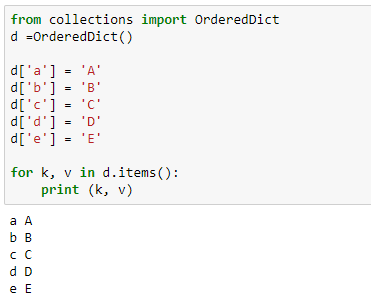 from collections import OrderedDict
d =OrderedDict()
d['a'] = 'A'
d['b'] = 'B'
d['c'] = 'C'
d['d'] = 'D'
d['e'] = 'E'
for k, v in d.items():
    print (k, v)
a A
b B
c C
d D
e E